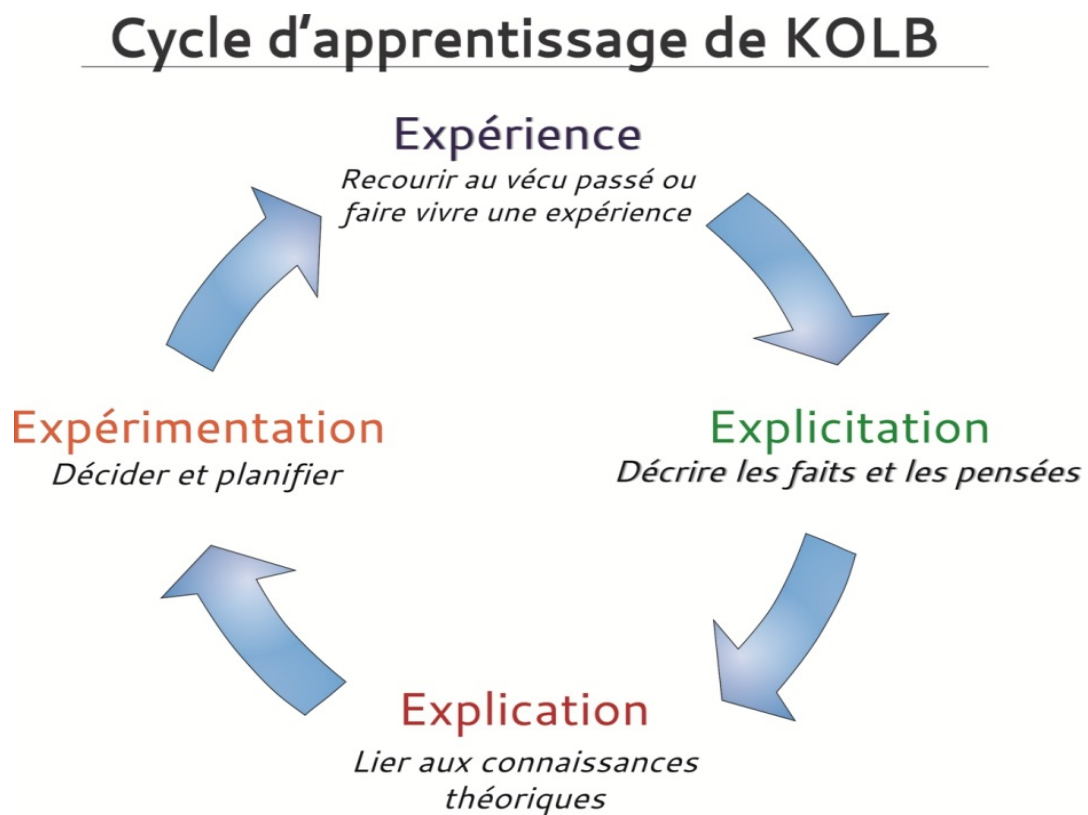 Cycle d'apprentissage de KOLB
Expérience
Recourir au vécu passé ou
faire vivre une expérience
Expérimentation
Décider et planifier
Explicitation
Décrire les faits et les pensées
Explication
Lier aux connaissances
théoriques